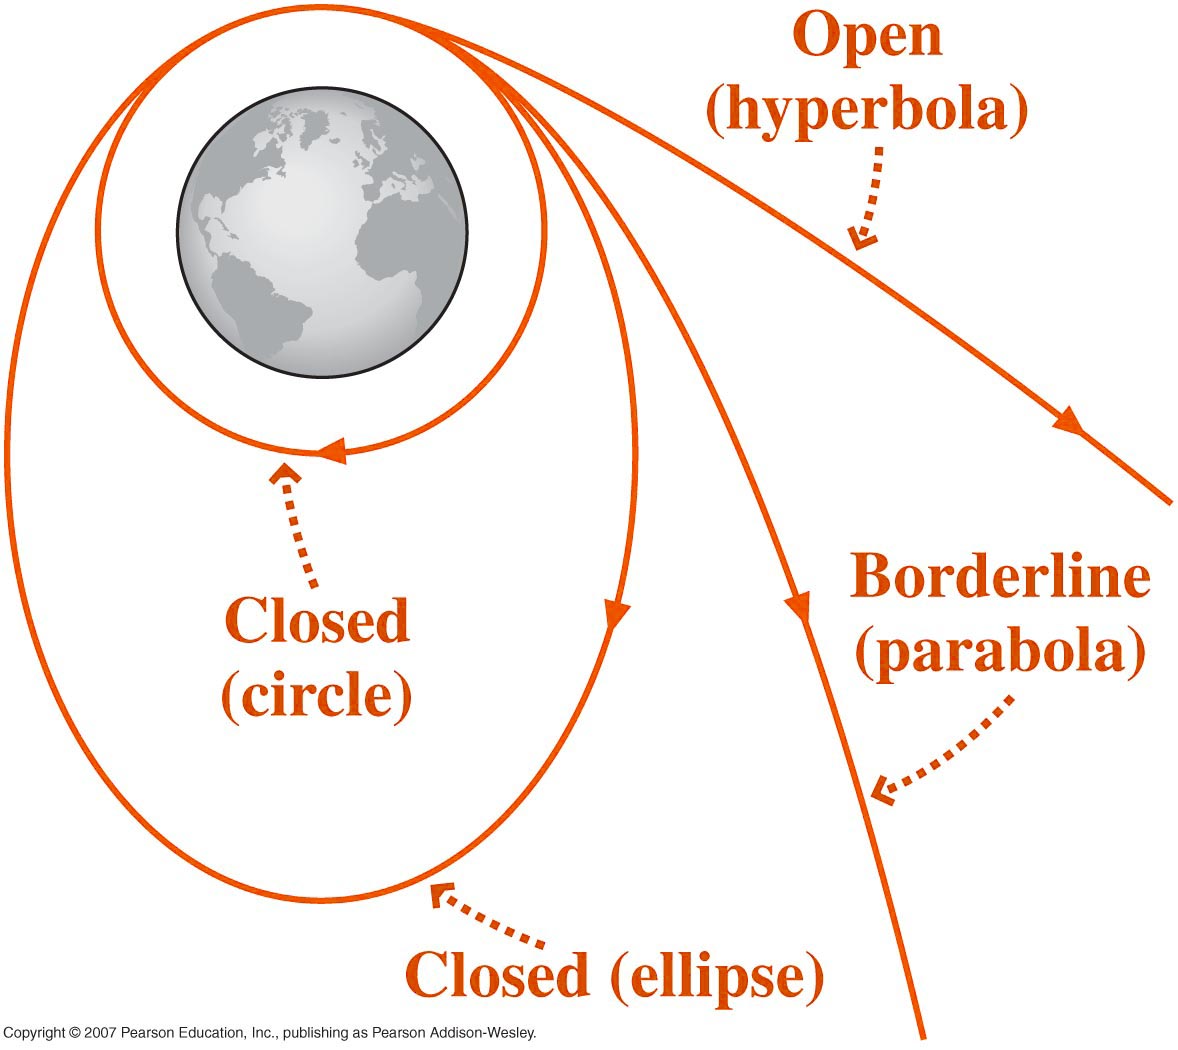 Open
(hyperbola)
Borderline
(parabola)
Closed
(circle)
Closed (ellipse)
Copyright © 2007 Pearson Education, Inc., publishing as Pearson Addison-Wesley.